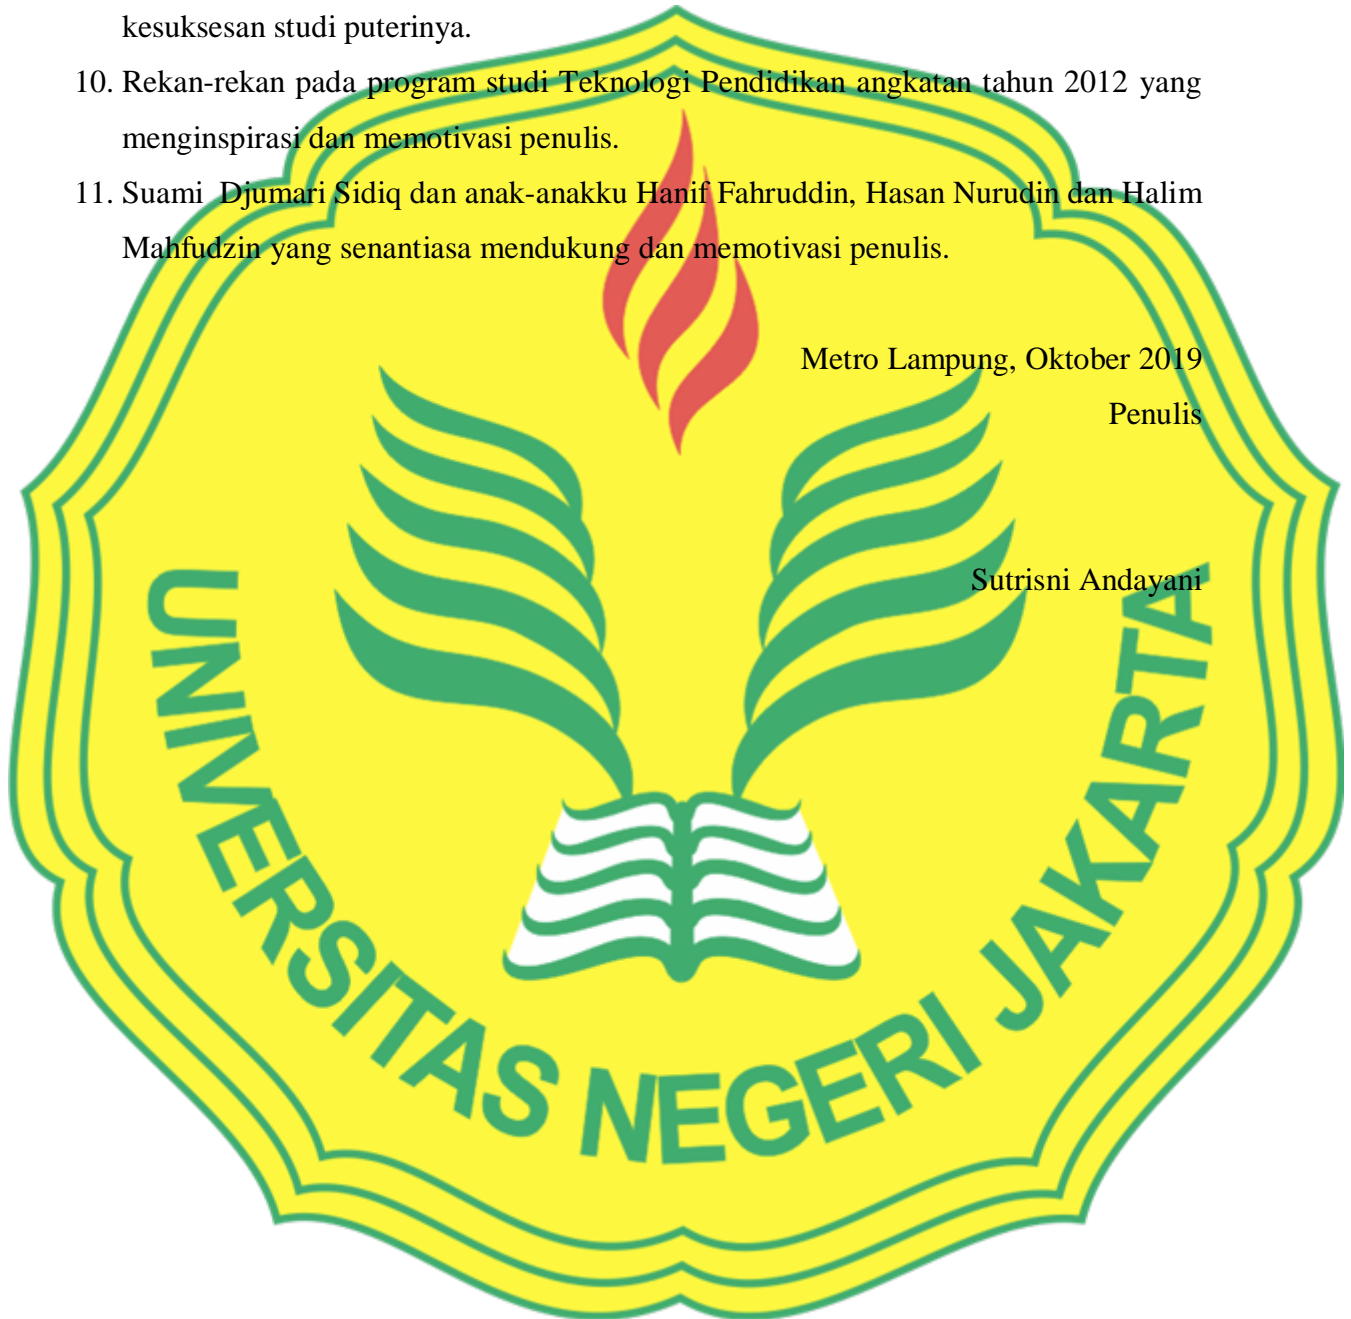 kesuksesan studi puterinya.
10. Rekan-rekan pada program studi Teknologi Pendidikan angkatan tahun 2012 yang
menginspirasi dan memotivasi penulis.
11. Suami Djumari Sidiq dan anak-anakku Hanif Fahruddin, Hasan Nurudin dan Halim
Mahfudzin yang senantiasa mendukung dan memotivasi penulis.
Metro Lampung, Oktober 2019
Penulis
Sutrisni Andayani
UNIVERSITAS NEGERI JAKARTA